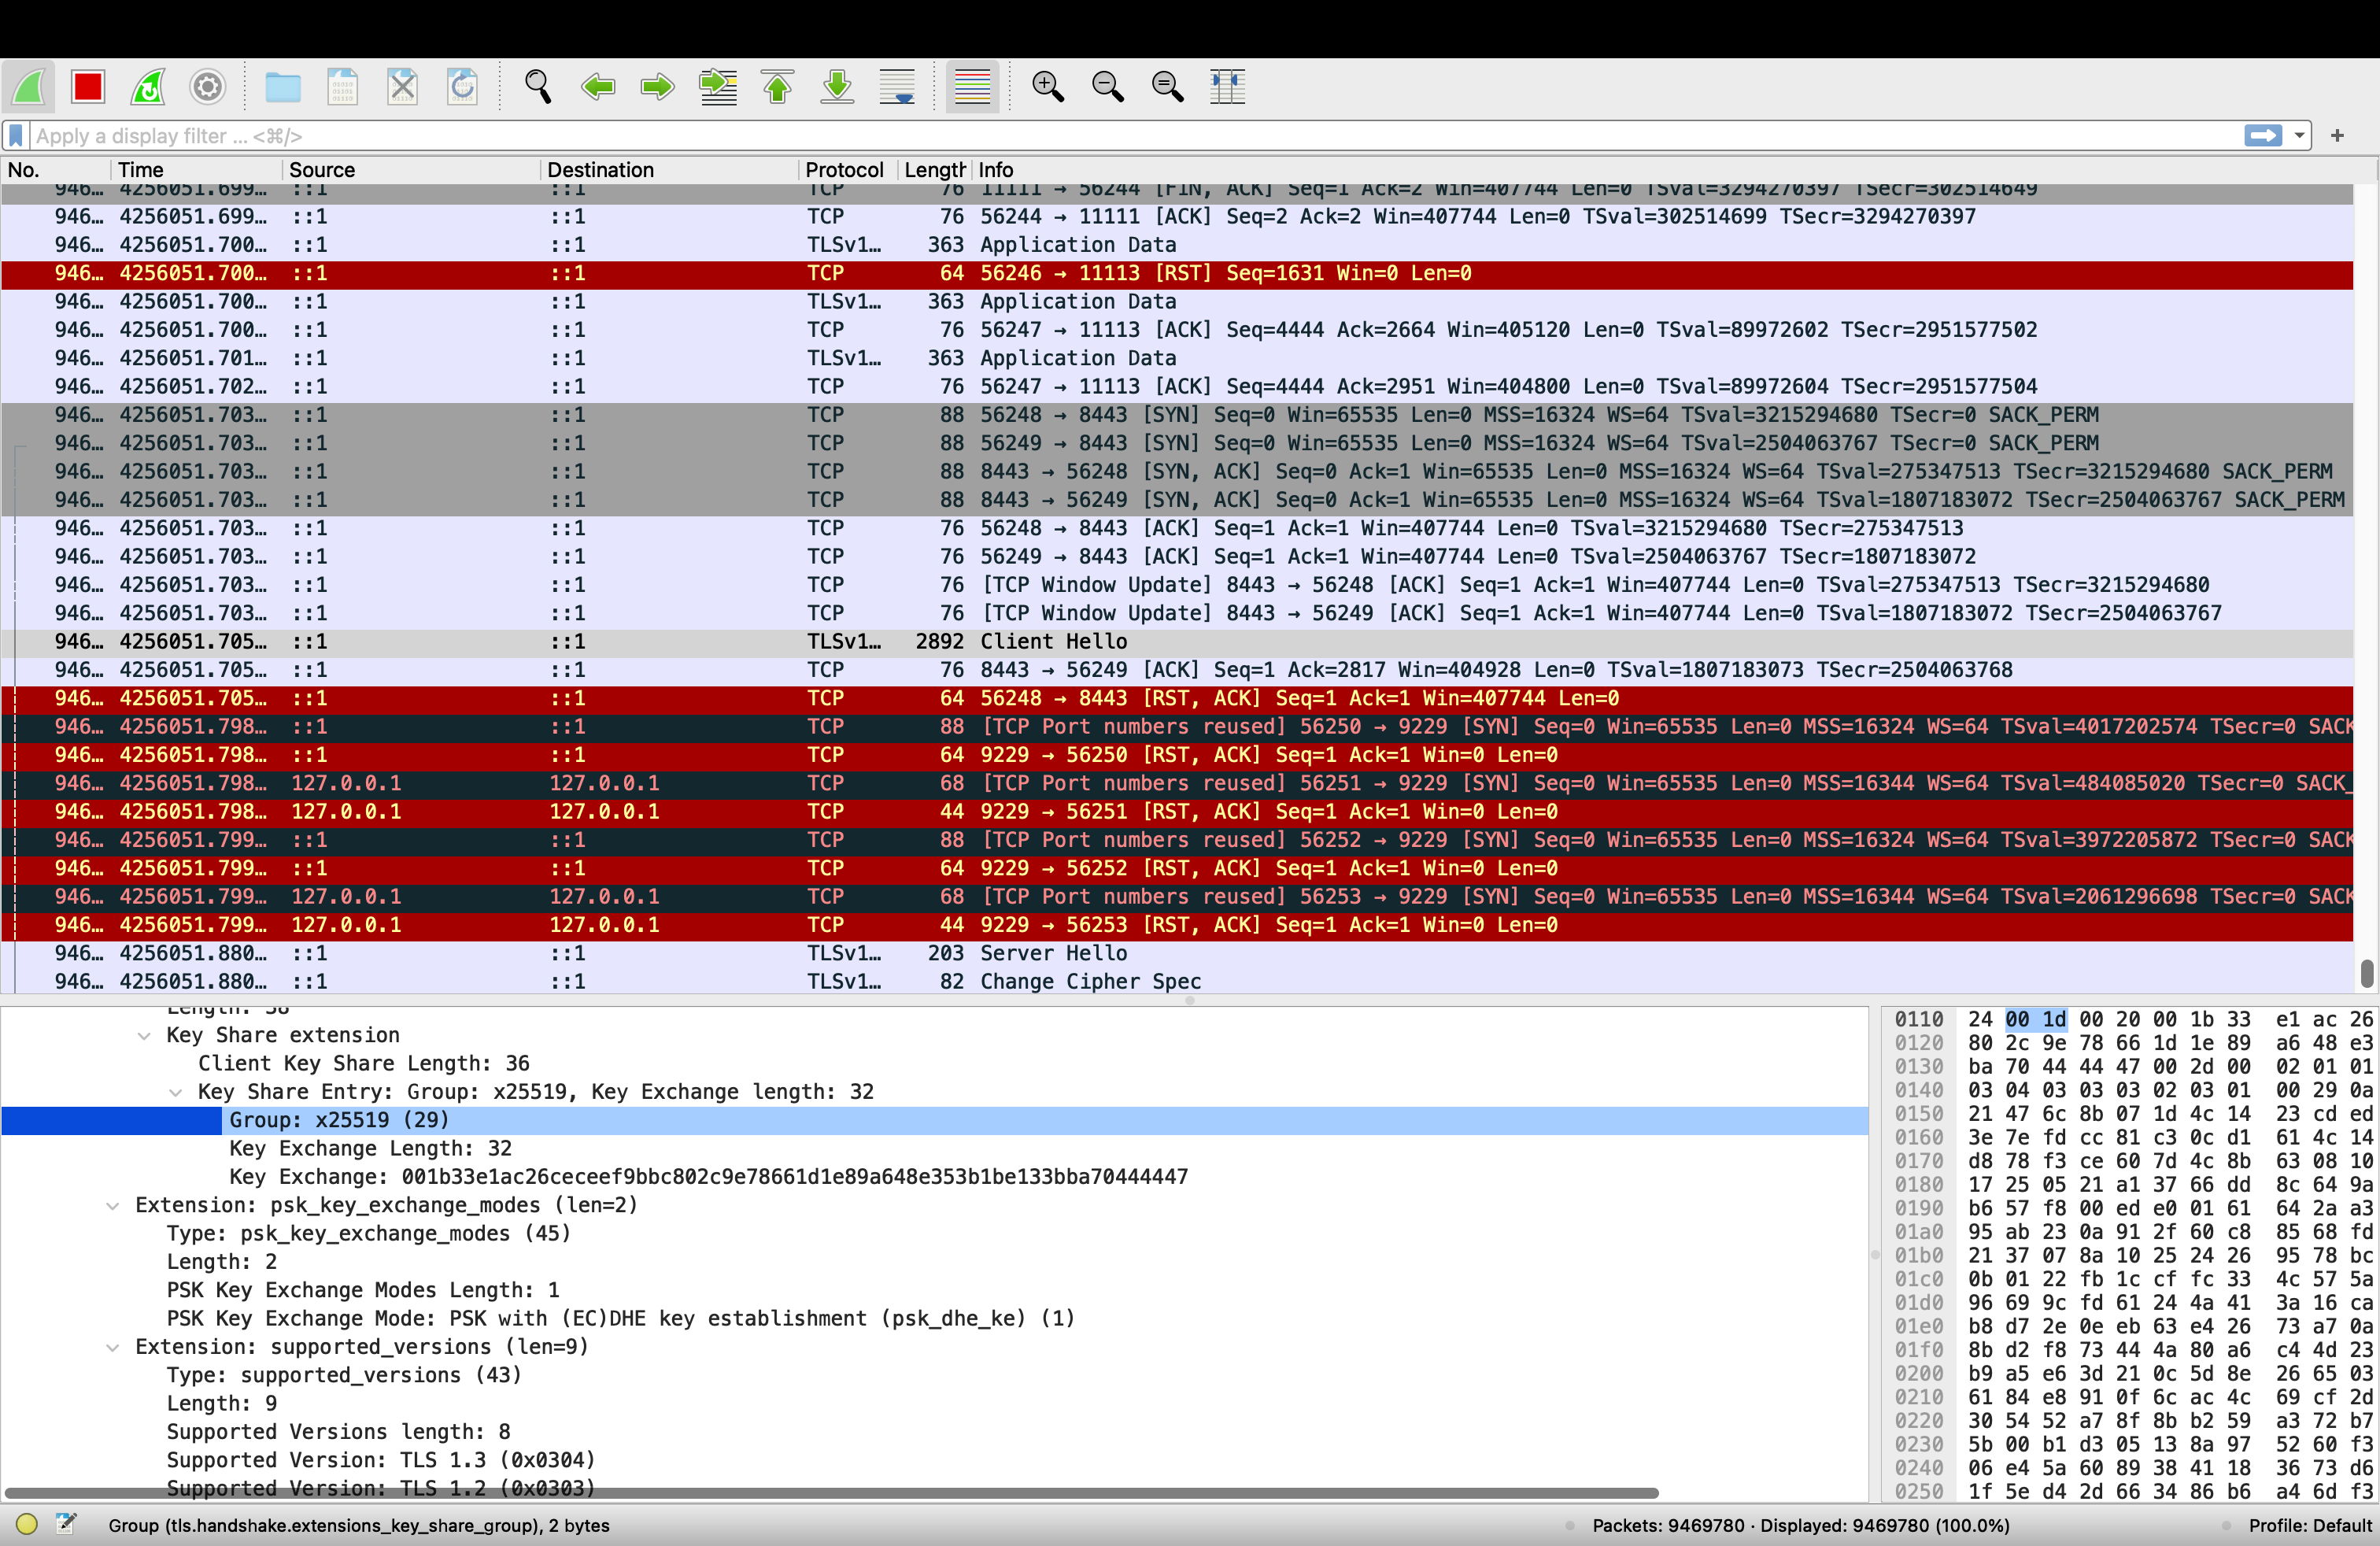 Apply a display filter ... <⌘/>
No. Time Source Destination Protocol Length Info
946… 4256051.699… ::1 ::1 TCP 76 11111 → 56244 [FIN, ACK] Seq=1 Ack=2 Win=407744 Len=0 TSval=3294270397 TSecr=302514649
946… 4256051.699… ::1 ::1 TCP 76 56244 → 11111 [ACK] Seq=2 Ack=2 Win=407744 Len=0 TSval=302514699 TSecr=3294270397
946… 4256051.700… ::1 ::1 TLSv1… 363 Application Data
946… 4256051.700… ::1 ::1 TCP 64 56246 → 11113 [RST] Seq=1631 Win=0 Len=0
946… 4256051.700… ::1 ::1 TLSv1… 363 Application Data
946… 4256051.700… ::1 ::1 TCP 76 56247 → 11113 [ACK] Seq=4444 Ack=2664 Win=405120 Len=0 TSval=89972602 TSecr=2951577502
946… 4256051.701… ::1 ::1 TLSv1… 363 Application Data
946… 4256051.702… ::1 ::1 TCP 76 56247 → 11113 [ACK] Seq=4444 Ack=2951 Win=404800 Len=0 TSval=89972604 TSecr=2951577504
946… 4256051.703… ::1 ::1 TCP 88 56248 → 8443 [SYN] Seq=0 Win=65535 Len=0 MSS=16324 WS=64 TSval=3215294680 TSecr=0 SACK_PERM
946… 4256051.703… ::1 ::1 TCP 88 56249 → 8443 [SYN] Seq=0 Win=65535 Len=0 MSS=16324 WS=64 TSval=2504063767 TSecr=0 SACK_PERM
946… 4256051.703… ::1 ::1 TCP 88 8443 → 56248 [SYN, ACK] Seq=0 Ack=1 Win=65535 Len=0 MSS=16324 WS=64 TSval=275347513 TSecr=3215294680 SACK_PERM
946… 4256051.703… ::1 ::1 TCP 88 8443 → 56249 [SYN, ACK] Seq=0 Ack=1 Win=65535 Len=0 MSS=16324 WS=64 TSval=1807183072 TSecr=2504063767 SACK_PERM
946… 4256051.703… ::1 ::1 TCP 76 56248 → 8443 [ACK] Seq=1 Ack=1 Win=407744 Len=0 TSval=3215294680 TSecr=275347513
946… 4256051.703… ::1 ::1 TCP 76 56249 → 8443 [ACK] Seq=1 Ack=1 Win=407744 Len=0 TSval=2504063767 TSecr=1807183072
946… 4256051.703… ::1 ::1 TCP 76 [TCP Window Update] 8443 → 56248 [ACK] Seq=1 Ack=1 Win=407744 Len=0 TSval=275347513 TSecr=3215294680
946… 4256051.703… ::1 ::1 TCP 76 [TCP Window Update] 8443 → 56249 [ACK] Seq=1 Ack=1 Win=407744 Len=0 TSval=1807183072 TSecr=2504063767
946… 4256051.705… ::1 ::1 TLSv1… 2892 Client Hello
946… 4256051.705… ::1 ::1 TCP 76 8443 → 56249 [ACK] Seq=1 Ack=2817 Win=404928 Len=0 TSval=1807183073 TSecr=2504063768
946… 4256051.705… ::1 ::1 TCP 64 56248 → 8443 [RST, ACK] Seq=1 Ack=1 Win=407744 Len=0
946… 4256051.798… ::1 ::1 TCP 88 [TCP Port numbers reused] 56250 → 9229 [SYN] Seq=0 Win=65535 Len=0 MSS=16324 WS=64 TSval=4017202574 TSecr=0 SACK
946… 4256051.798… ::1 ::1 TCP 64 9229 → 56250 [RST, ACK] Seq=1 Ack=1 Win=0 Len=0
946… 4256051.798… 127.0.0.1 127.0.0.1 TCP 68 [TCP Port numbers reused] 56251 → 9229 [SYN] Seq=0 Win=65535 Len=0 MSS=16344 WS=64 TSval=484085020 TSecr=0 SACK_
946… 4256051.798… 127.0.0.1 127.0.0.1 TCP 44 9229 → 56251 [RST, ACK] Seq=1 Ack=1 Win=0 Len=0
946… 4256051.799… ::1 ::1 TCP 88 [TCP Port numbers reused] 56252 → 9229 [SYN] Seq=0 Win=65535 Len=0 MSS=16324 WS=64 TSval=3972205872 TSecr=0 SACK
946… 4256051.799… ::1 ::1 TCP 64 9229 → 56252 [RST, ACK] Seq=1 Ack=1 Win=0 Len=0
946… 4256051.799… 127.0.0.1 127.0.0.1 TCP 68 [TCP Port numbers reused] 56253 → 9229 [SYN] Seq=0 Win=65535 Len=0 MSS=16344 WS=64 TSval=2061296698 TSecr=0 SACK
946… 4256051.799… 127.0.0.1 127.0.0.1 TCP 44 9229 → 56253 [RST, ACK] Seq=1 Ack=1 Win=0 Len=0
946… 4256051.880… ::1 ::1 TLSv1… 203 Server Hello
946… 4256051.880… ::1 ::1 TLSv1… 82 Change Cipher Spec
Length: 38
Key Share extension
Client Key Share Length: 36
Key Share Entry: Group: x25519, Key Exchange length: 32
Group: x25519 (29)
Key Exchange Length: 32
Key Exchange: 001b33e1ac26ceceef9bbc802c9e78661d1e89a648e353b1be133bba70444447
Extension: psk_key_exchange_modes (len=2)
Type: psk_key_exchange_modes (45)
Length: 2
PSK Key Exchange Modes Length: 1
PSK Key Exchange Mode: PSK with (EC)DHE key establishment (psk_dhe_ke) (1)
Extension: supported_versions (len=9)
Type: supported_versions (43)
Length: 9
Supported Versions length: 8
Supported Version: TLS 1.3 (0x0304)
Supported Version: TLS 1.2 (0x0303)
0110 24 00 1d 00 20 00 1b 33 e1 ac 26
0120 80 2c 9e 78 66 1d 1e 89 a6 48 e3
0130 ba 70 44 44 47 00 2d 00 02 01 01
0140 03 04 03 03 03 02 03 01 00 29 0a
0150 21 47 6c 8b 07 1d 4c 14 23 cd ed
0160 3e 7e fd cc 81 c3 0c d1 61 4c 14
0170 d8 78 f3 ce 60 7d 4c 8b 63 08 10
0180 17 25 05 21 a1 37 66 dd 8c 64 9a
0190 b6 57 f8 00 ed e0 01 61 64 2a a3
01a0 95 ab 23 0a 91 2f 60 c8 85 68 fd
01b0 21 37 07 8a 10 25 24 26 95 78 bc
01c0 0b 01 22 fb 1c cf fc 33 4c 57 5a
01d0 96 69 9c fd 61 24 4a 41 3a 16 ca
01e0 b8 d7 2e 0e eb 63 e4 26 73 a7 0a
01f0 8b d2 f8 73 44 4a 80 a6 c4 4d 23
0200 b9 a5 e6 3d 21 0c 5d 8e 26 65 03
0210 61 84 e8 91 0f 6c ac 4c 69 cf 2d
0220 30 54 52 a7 8f 8b b2 59 a3 72 b7
0230 5b 00 b1 d3 05 13 8a 97 52 60 f3
0240 06 e4 5a 60 89 38 41 18 36 73 d6
0250 1f 5e d4 2d 66 34 86 b6 a4 6d f3
Group (tls.handshake.extensions_key_share_group), 2 bytes
Packets: 9469780 · Displayed: 9469780 (100.0%)
Profile: Default